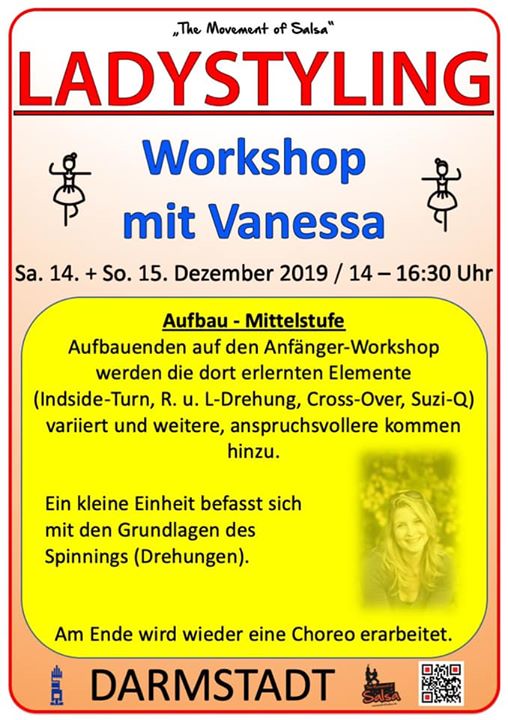 „The Movement of Salsa“
LADYSTYLING
Workshop
mit Vanessa
Sa. 14. + So. 15. Dezember 2019 / 14 – 16:30 Uhr
Aufbau - Mittelstufe
Aufbauenden auf den Anfänger-Workshop
werden die dort erlernten Elemente
(Indside-Turn, R. u. L-Drehung, Cross-Over, Suzi-Q)
variiert und weitere, anspruchsvollere kommen
hinzu.
Ein kleine Einheit befasst sich
mit den Grundlagen des
Spinnings (Drehungen).
Am Ende wird wieder eine Choreo erarbeitet.
DARMSTADT
Salsa